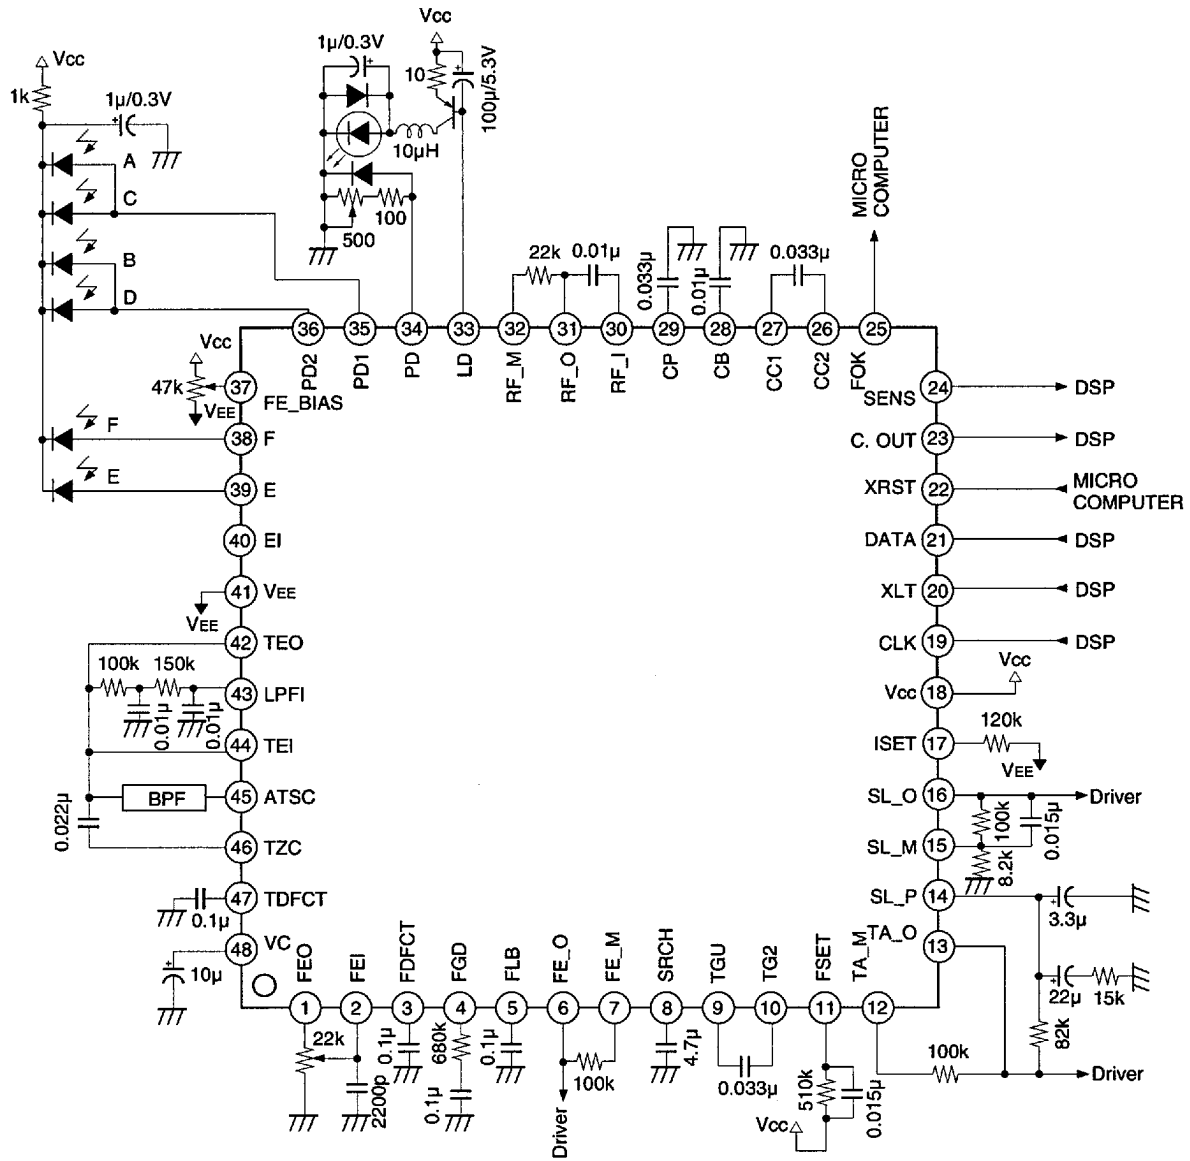 Vcc
1k
1µ/0.3V
A
C
B
D
1µ/0.3V
Vcc
10
100µ/5.3V
10µH
100
500
22k
0.01µ
0.033µ
0.01µ
0.033µ
MICRO
COMPUTER
36
35
34
33
32
31
30
29
28
27
26
25
PD2
PD1
PD
LD
RF_M
RF_O
RF_I
CP
CB
CC1
CC2
FOK
Vcc
47k
VEE
37
FE_BIAS
F
38
F
E
39
E
40
EI
41
VEE
VEE
42
TEO
100k
150k
43
LPFI
0.01µ
0.01µ
44
TEI
BPF
45
ATSC
0.022µ
46
TZC
47
TDFCT
0.1µ
48
VC
10µ
SENS
24
DSP
C. OUT
23
DSP
XRST
22
MICRO
COMPUTER
DATA
21
DSP
XLT
20
DSP
CLK
19
DSP
Vcc
18
Vcc
ISET
17
120k
VEE
SL_O
16
Driver
100k
0.015µ
SL_M
15
8.2k
SL_P
14
3.3µ
TA_O
13
22µ
15k
82k
FEO
FEI
FDFCT
FGD
FLB
FE_O
FE_M
SRCH
TGU
TG2
FSET
TA_M
1
2
3
4
5
6
7
8
9
10
11
12
22k
2200p
0.1µ
680k
0.1µ
0.1µ
100k
Driver
4.7µ
0.033µ
510k
0.015µ
Vcc
100k
Driver